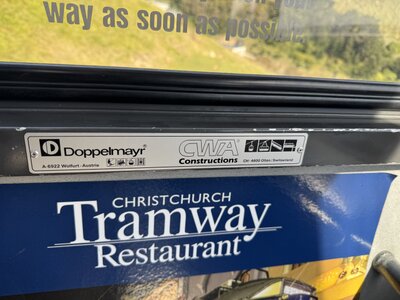 way as soon as possible.
Doppelmayr
A-6922 Wolfurt - Austria
CWA
Constructions
CH-4600 Olten / Switzerland
CHRISTCHURCH
Tramway
Restaurant